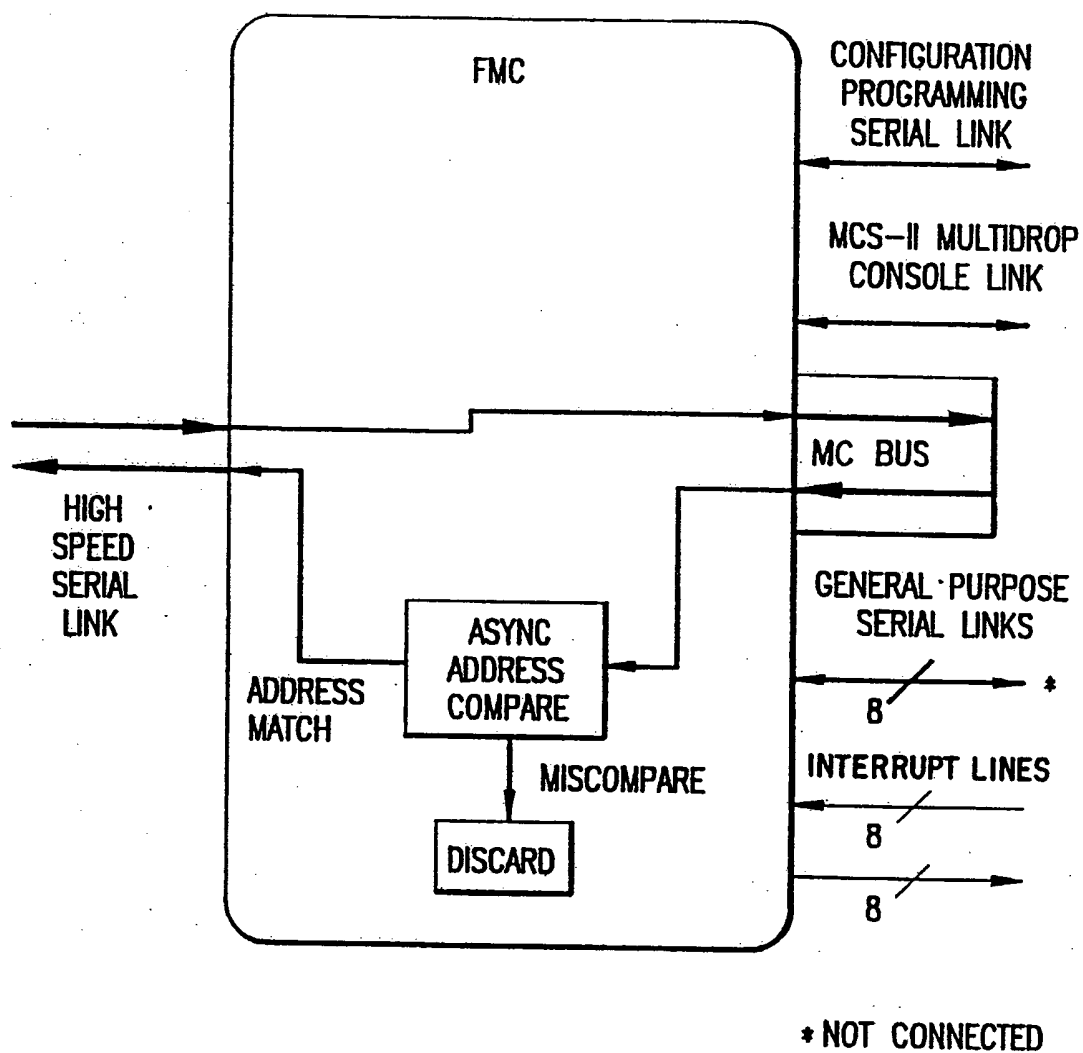 FMC
CONFIGURATION
PROGRAMMING
SERIAL LINK
MCS-II MULTIDROP
CONSOLE LINK
MC BUS
HIGH
SPEED
SERIAL
LINK
GENERAL PURPOSE
SERIAL LINKS
*
8
ASYNC
ADDRESS
COMPARE
ADDRESS
MATCH
MISCOMPARE
INTERRUPT LINES
8
DISCARD
8
* NOT CONNECTED